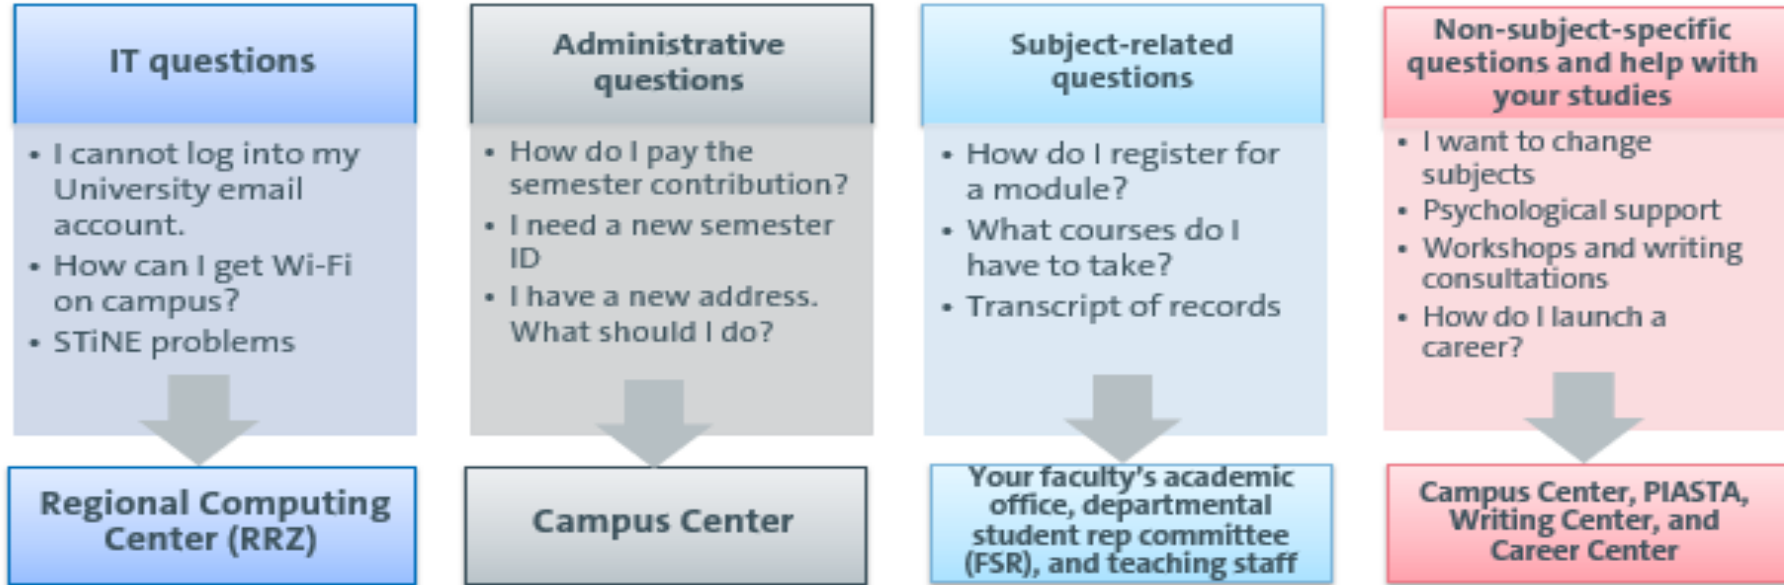 IT questions
• I cannot log into my
University email
account.
• How can I get Wi-Fi
on campus?
• STiNE problems
Regional Computing
Center (RRZ)
Administrative
questions
• How do I pay the
semester contribution?
• I need a new semester
ID
• I have a new address.
What should I do?
Campus Center
Subject-related
questions
• How do I register for
a module?
• What courses do I
have to take?
• Transcript of records
Your faculty's academic
office, departmental
student rep committee
(FSR), and teaching staff
Non-subject-specific
questions and help with
your studies
• I want to change
subjects
• Psychological support
• Workshops and writing
consultations
• How do I launch a
career?
Campus Center, PIASTA,
Writing Center, and
Career Center